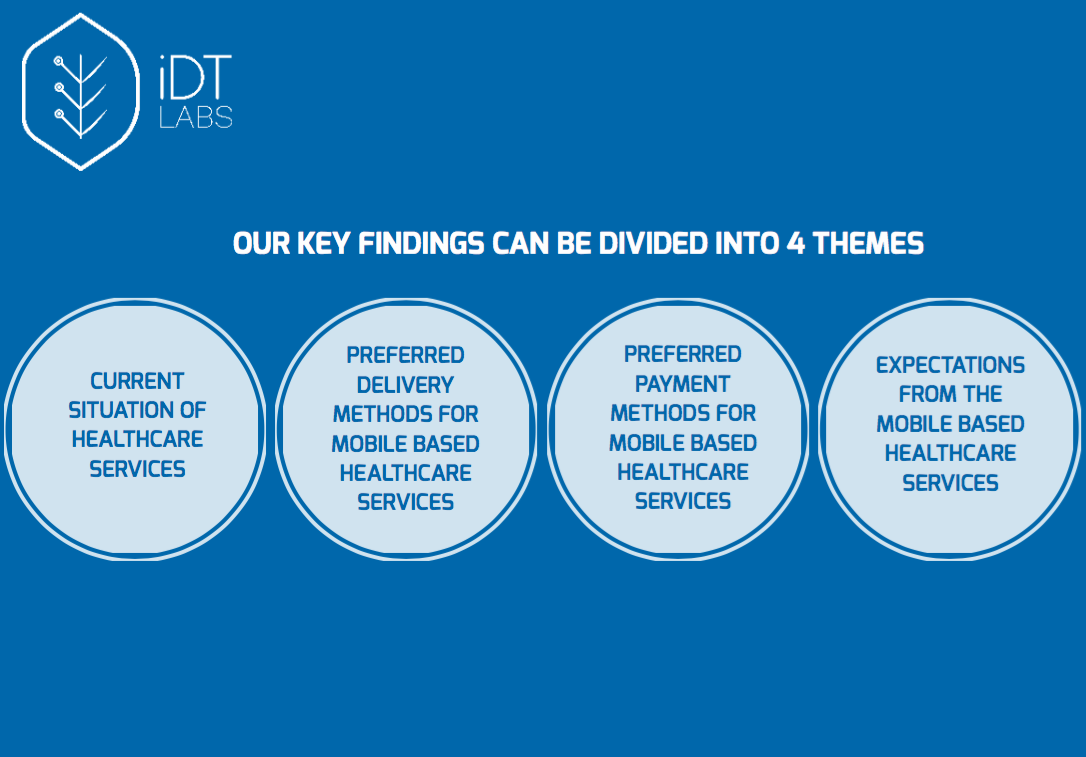 iDT
LABS
OUR KEY FINDINGS CAN BE DIVIDED INTO 4 THEMES
CURRENT
SITUATION OF
HEALTHCARE
SERVICES
PREFERRED
DELIVERY
METHODS FOR
MOBILE BASED
HEALTHCARE
SERVICES
PREFERRED
PAYMENT
METHODS FOR
MOBILE BASED
HEALTHCARE
SERVICES
EXPECTATIONS
FROM THE
MOBILE BASED
HEALTHCARE
SERVICES